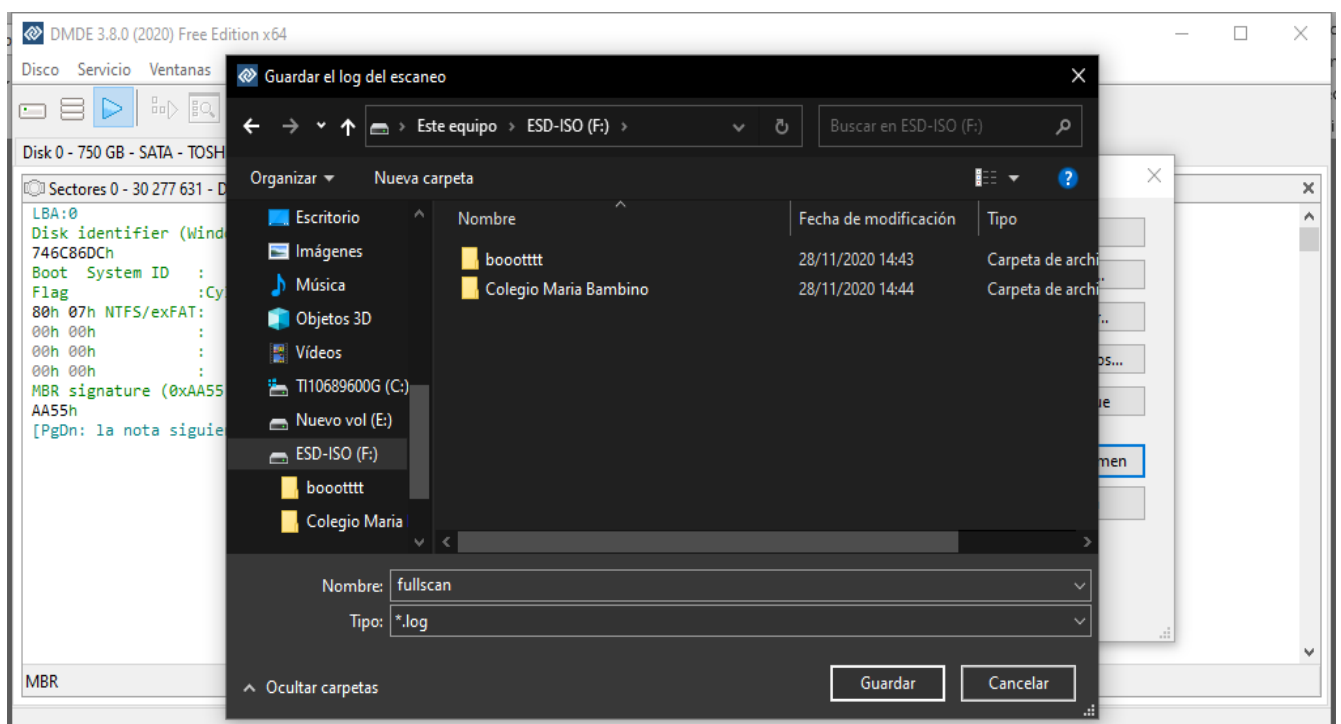 DMDE 3.8.0 (2020) Free Edition x64
Disco Servicio Ventanas
Disk 0 - 750 GB - SATA - TOSH
Sectores 0 - 30 277 631 - D
LBA:0
Disk identifier (Windo
746C86DCh
Boot System ID :
Flag :Cy
80h 07h NTFS/exFAT:
00h 00h :
00h 00h :
00h 00h :
MBR signature (0xAA55
AA55h
[PgDn: la nota siguie
MBR
Guardar el log del escaneo
Este equipo > ESD-ISO (F:) >
Buscar en ESD-ISO (F:)
Organizar
Nueva carpeta
Escritorio
Imágenes
Música
Objetos 3D
Vídeos
TI10689600G (C:)
Nuevo vol (E:)
ESD-ISO (F:)
boootttt
Colegio Maria
Nombre Fecha de modificación Tipo
boootttt 28/11/2020 14:43 Carpeta de archi
Colegio Maria Bambino 28/11/2020 14:44 Carpeta de archi
Nombre: fullscan
Tipo: *.log
Ocultar carpetas
Guardar
Cancelar
r..
os...
ue
men